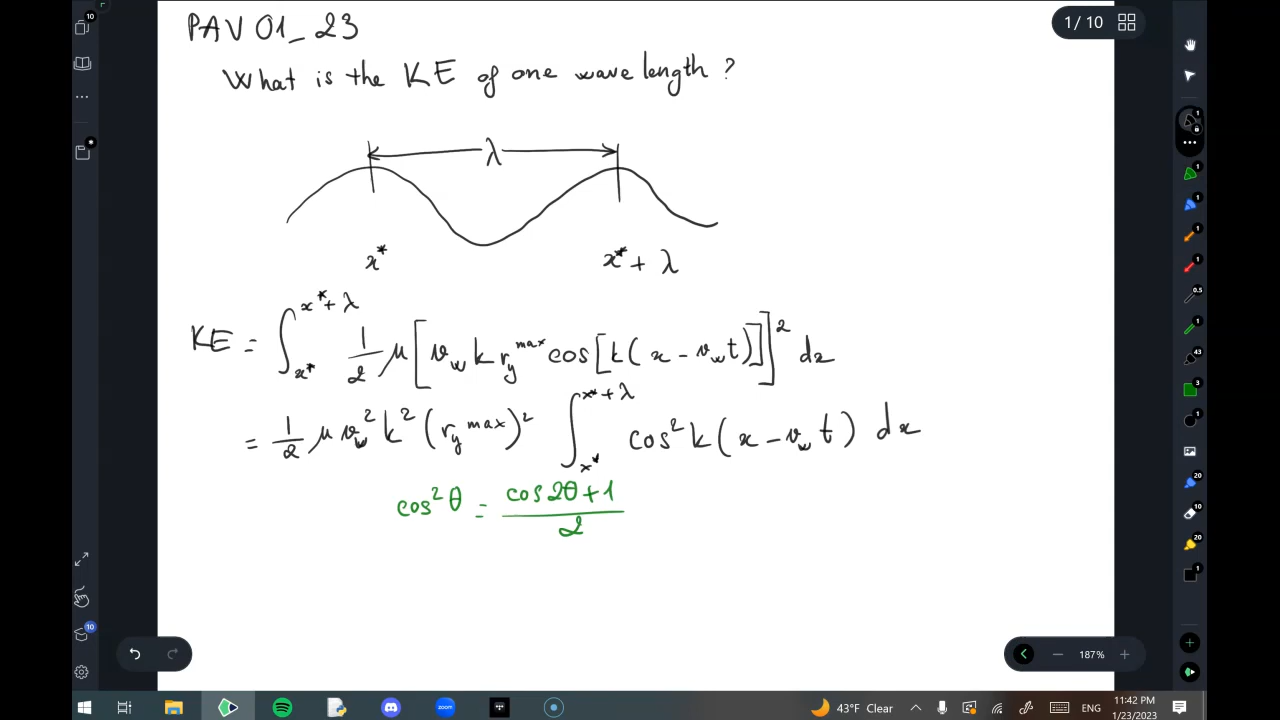 PAV 01_23
1 / 10
What is the KE of one wave length ?
λ
x* x* + λ
KE = ∫_{x*}^{x*+λ} 1/2 μ [v_w k r_y^{max} cos[k(x - v_w t)]]^2 dx
= 1/2 μ v_w^2 k^2 (r_y^{max})^2 ∫_{x*}^{x*+λ} cos^2 k(x - v_w t) dx
cos^2 θ = (cos 2θ + 1)/2
187%
43°F Clear
ENG
11:42 PM
1/23/2023